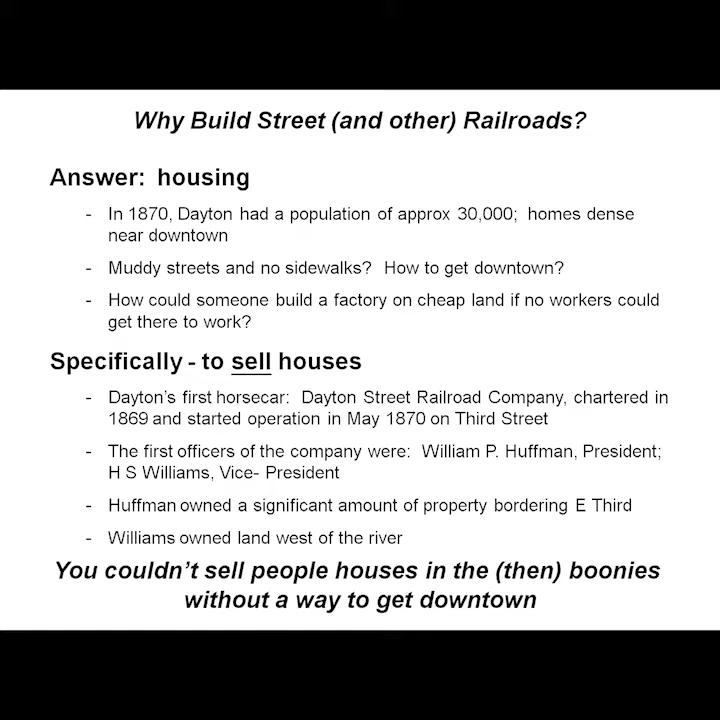 Why Build Street (and other) Railroads?
Answer: housing
- In 1870, Dayton had a population of approx 30,000; homes dense
near downtown
- Muddy streets and no sidewalks? How to get downtown?
- How could someone build a factory on cheap land if no workers could
get there to work?
Specifically - to sell houses
- Dayton's first horsecar: Dayton Street Railroad Company, chartered in
1869 and started operation in May 1870 on Third Street
- The first officers of the company were: William P. Huffman, President;
H S Williams, Vice- President
- Huffman owned a significant amount of property bordering E Third
- Williams owned land west of the river
You couldn't sell people houses in the (then) boonies
without a way to get downtown